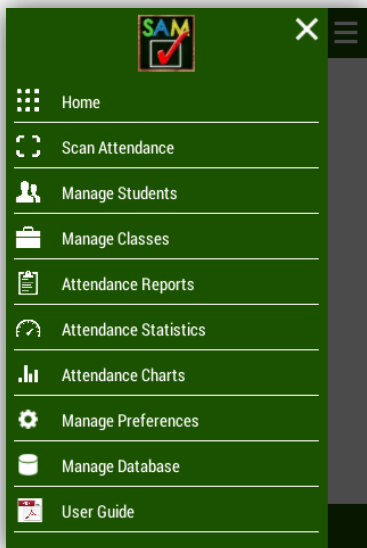 SAM
Home
Scan Attendance
Manage Students
Manage Classes
Attendance Reports
Attendance Statistics
Attendance Charts
Manage Preferences
Manage Database
User Guide